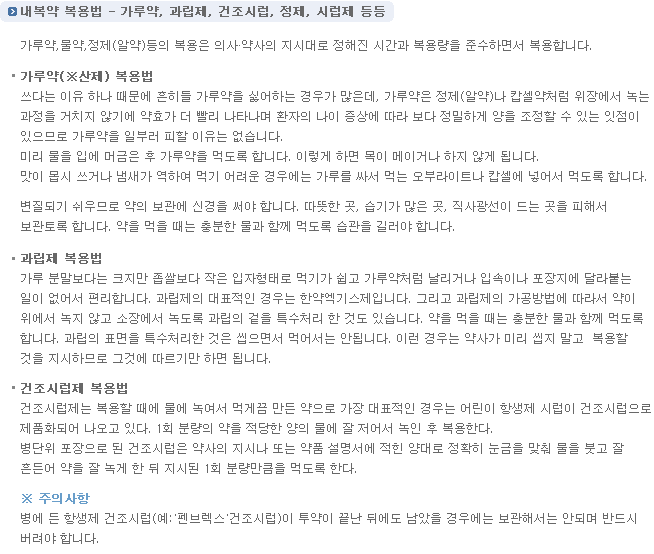 내복약 복용법 - 가루약, 과립제, 건조시럽, 정제, 시럽제 등등
가루약,물약,정제(알약)등의 복용은 의사·약사의 지시대로 정해진 시간과 복용량을 준수하면서 복용합니다.
• 가루약(※산제) 복용법
쓰다는 이유 하나 때문에 흔히들 가루약을 싫어하는 경우가 많은데, 가루약은 정제(알약)나 캅셀약처럼 위장에서 녹는
과정을 거치지 않기에 약효가 더 빨리 나타나며 환자의 나이 증상에 따라 보다 정밀하게 양을 조정할 수 있는 잇점이
있으므로 가루약을 일부러 피할 이유는 없습니다.
미리 물을 입에 머금은 후 가루약을 먹도록 합니다. 이렇게 하면 목이 메이거나 하지 않게 됩니다.
맛이 몹시 쓰거나 냄새가 역하여 먹기 어려운 경우에는 가루를 싸서 먹는 오부라이트나 캅셀에 넣어서 먹도록 합니다.
변질되기 쉬우므로 약의 보관에 신경을 써야 합니다. 따뜻한 곳, 습기가 많은 곳, 직사광선이 드는 곳을 피해서
보관토록 합니다. 약을 먹을 때는 충분한 물과 함께 먹도록 습관을 길러야 합니다.
• 과립제 복용법
가루 분말보다는 크지만 좁쌀보다 작은 입자형태로 먹기가 쉽고 가루약처럼 날리거나 입속이나 포장지에 달라붙는
일이 없어서 편리합니다. 과립제의 대표적인 경우는 한약엑기스제입니다. 그리고 과립제의 가공방법에 따라서 약이
위에서 녹지 않고 소장에서 녹도록 과립의 겉을 특수처리 한 것도 있습니다. 약을 먹을 때는 충분한 물과 함께 먹도록
합니다. 과립의 표면을 특수처리한 것은 씹으면서 먹어서는 안됩니다. 이런 경우는 약사가 미리 씹지 말고 복용할
것을 지시하므로 그것에 따르기만 하면 됩니다.
• 건조시럽제 복용법
건조시럽제는 복용할 때에 물에 녹여서 먹게끔 만든 약으로 가장 대표적인 경우는 어린이 항생제 시럽이 건조시럽으로
제품화되어 나오고 있다. 1회 분량의 약을 적당한 양의 물에 잘 저어서 녹인 후 복용한다.
병단위 포장으로 된 건조시럽은 약사의 지시나 또는 약품 설명서에 적힌 양대로 정확히 눈금을 맞춰 물을 붓고 잘
흔든어 약을 잘 녹게 한 뒤 지시된 1회 분량만큼을 먹도록 한다.
※ 주의사항
병에 든 항생제 건조시럽(예:'펜브렉스'건조시럽)이 투약이 끝난 뒤에도 남았을 경우에는 보관해서는 안되며 반드시
버려야 합니다.